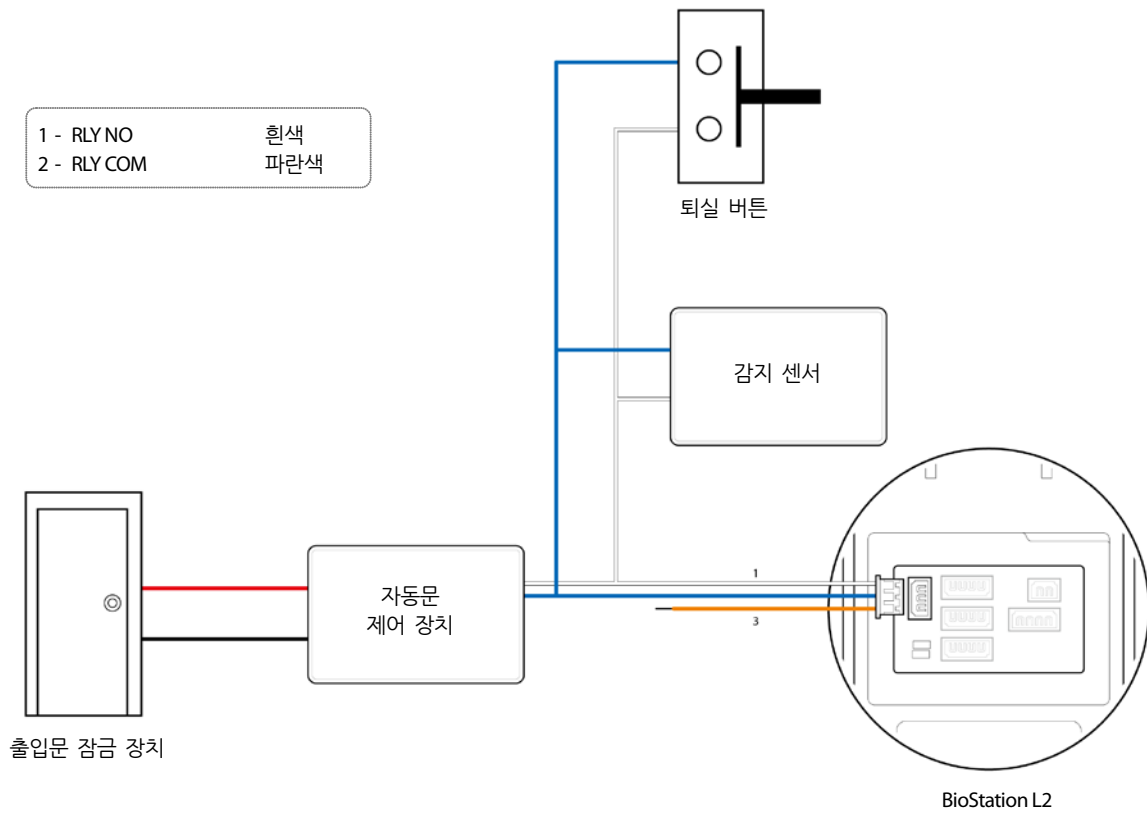 1 - RLY NO 흰색
2 - RLY COM 파란색
퇴실 버튼
감지 센서
자동문
제어 장치
1
3
출입문 잠금 장치
BioStation L2